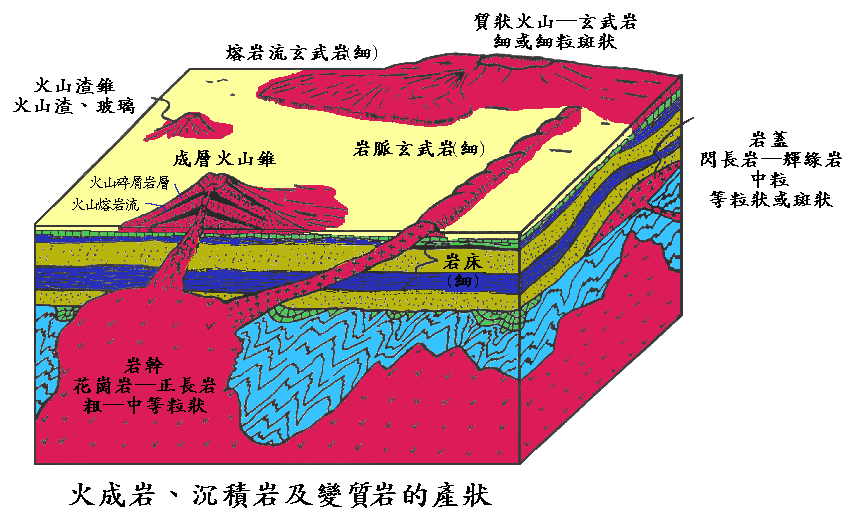 質狀火山—玄武岩
細或細粒斑狀
熔岩流玄武岩(細)
火山渣錐
火山渣、玻璃
岩脈玄武岩(細)
成層火山錐
火山碎屑岩層
火山熔岩流
岩蓋
閃長岩—輝綠岩
中粒
等粒狀或斑狀
岩床
(細)
岩幹
花崗岩—正長岩
粗—中等粒狀
火成岩、沉積岩及變質岩的產狀